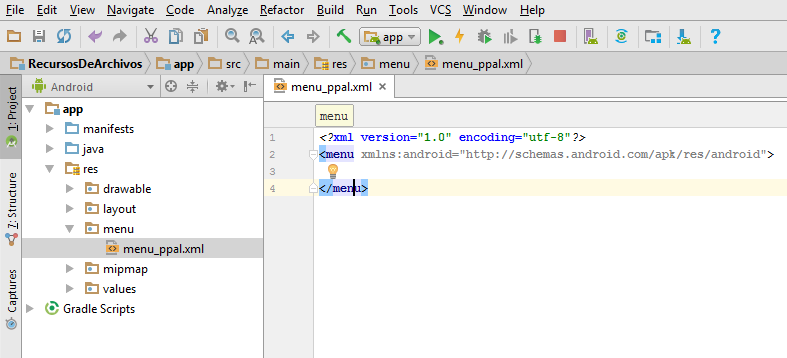 File Edit View Navigate Code Analyze Refactor Build Run Tools VCS Window Help
app
RecursosDeArchivos app src main res menu menu_ppal.xml
1: Project
7: Structure
Captures
Android
app
manifests
java
res
drawable
layout
menu
menu_ppal.xml
mipmap
values
Gradle Scripts
menu_ppal.xml
menu
1 <?xml version="1.0" encoding="utf-8"?>
2 <menu xmlns:android="http://schemas.android.com/apk/res/android">
3
4 </menu>